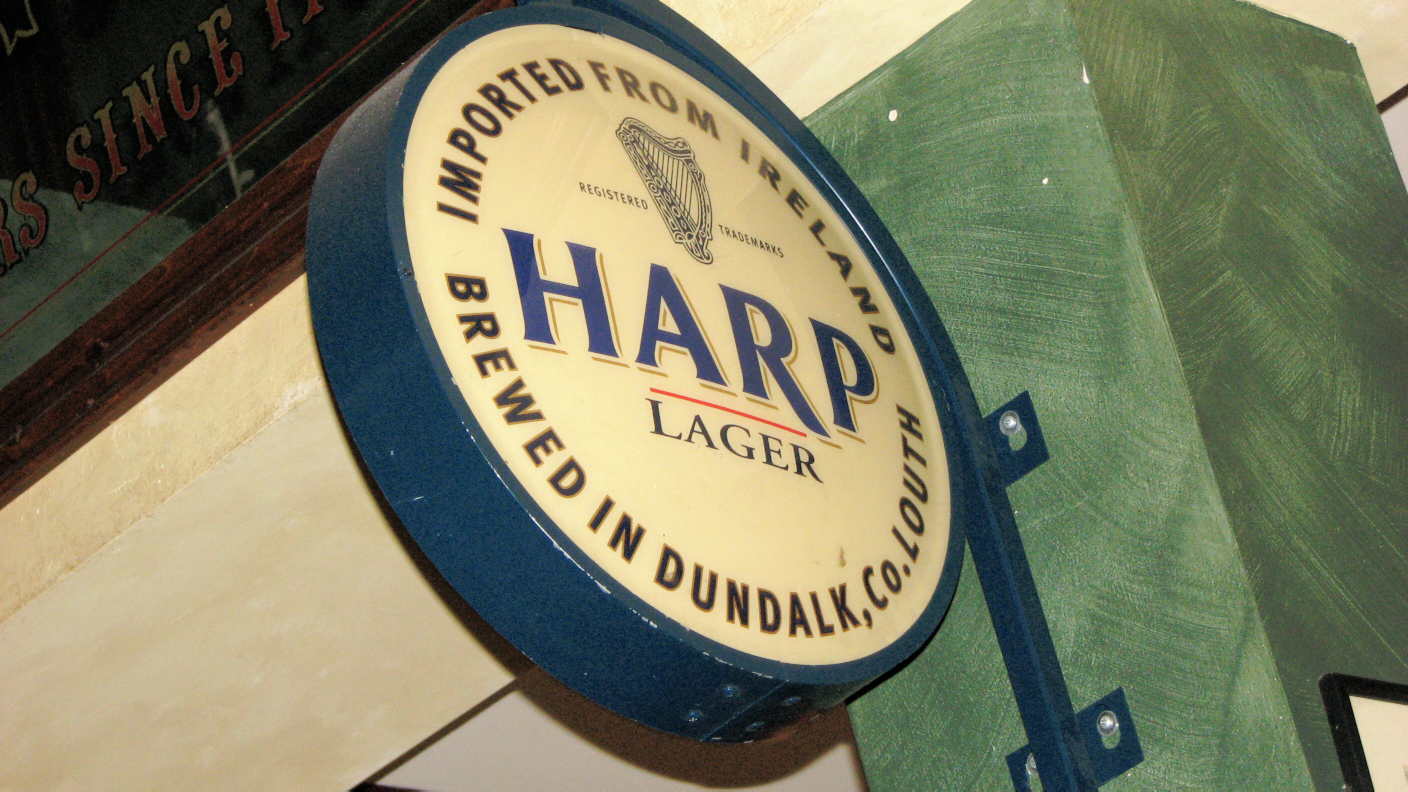 SINCE
IMPORTED FROM IRELAND
REGISTERED TRADEMARKS
HARP
LAGER
BREWED IN DUNDALK, CO. LOUTH